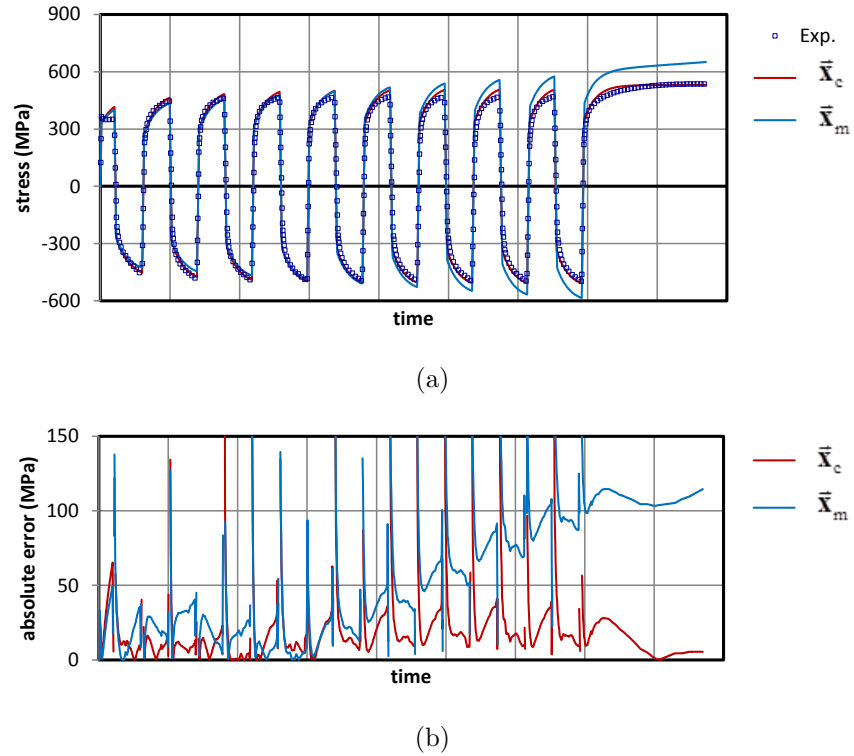 900
600
300
0
-300
-600
stress (MPa)
time
Exp.
x⃗c
x⃗m
(a)
150
100
50
0
absolute error (MPa)
time
x⃗c
x⃗m
(b)